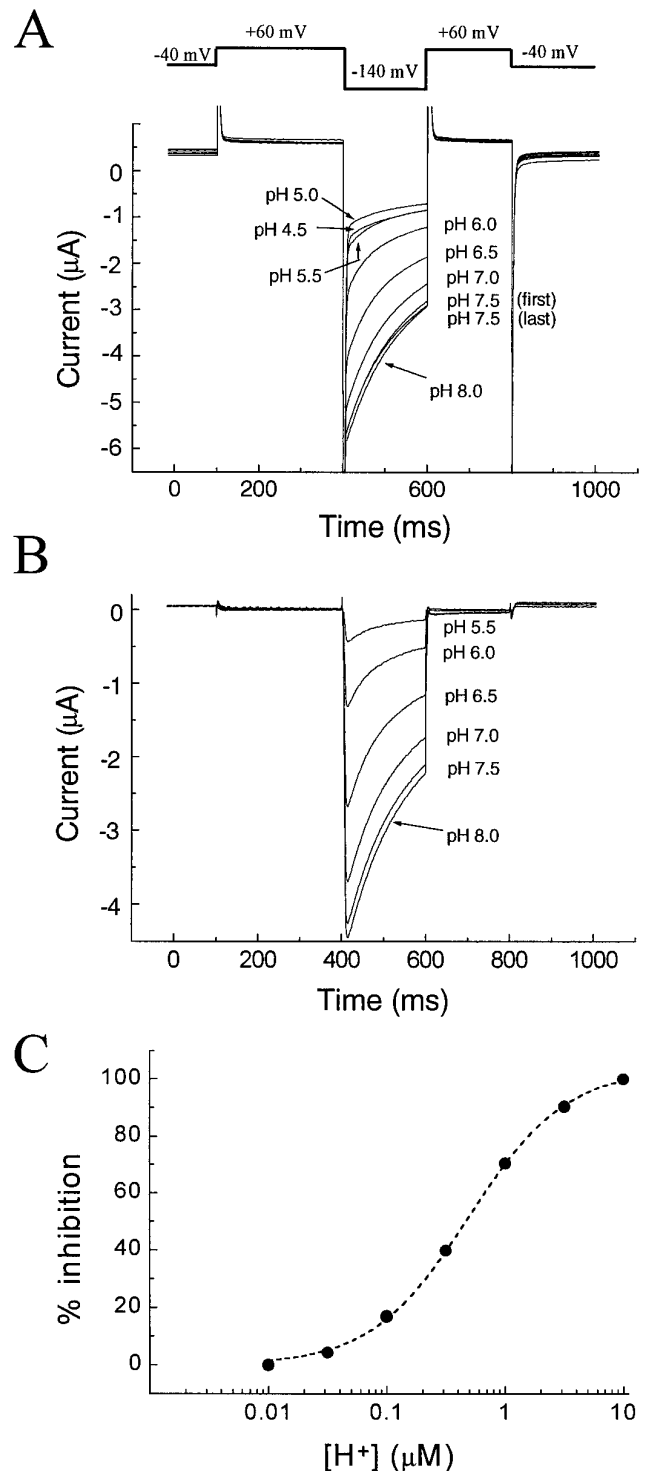 A
-40 mV
+60 mV
-140 mV
+60 mV
-40 mV
0
-1
-2
-3
-4
-5
-6
Current (μA)
pH 5.0
pH 4.5
pH 5.5
pH 6.0
pH 6.5
pH 7.0
pH 7.5 (first)
pH 7.5 (last)
pH 8.0
0 200 400 600 800 1000
Time (ms)
B
0
-1
-2
-3
-4
Current (μA)
pH 5.5
pH 6.0
pH 6.5
pH 7.0
pH 7.5
pH 8.0
0 200 400 600 800 1000
Time (ms)
C
100
80
60
40
20
0
% inhibition
0.01 0.1 1 10
[H+] (μM)